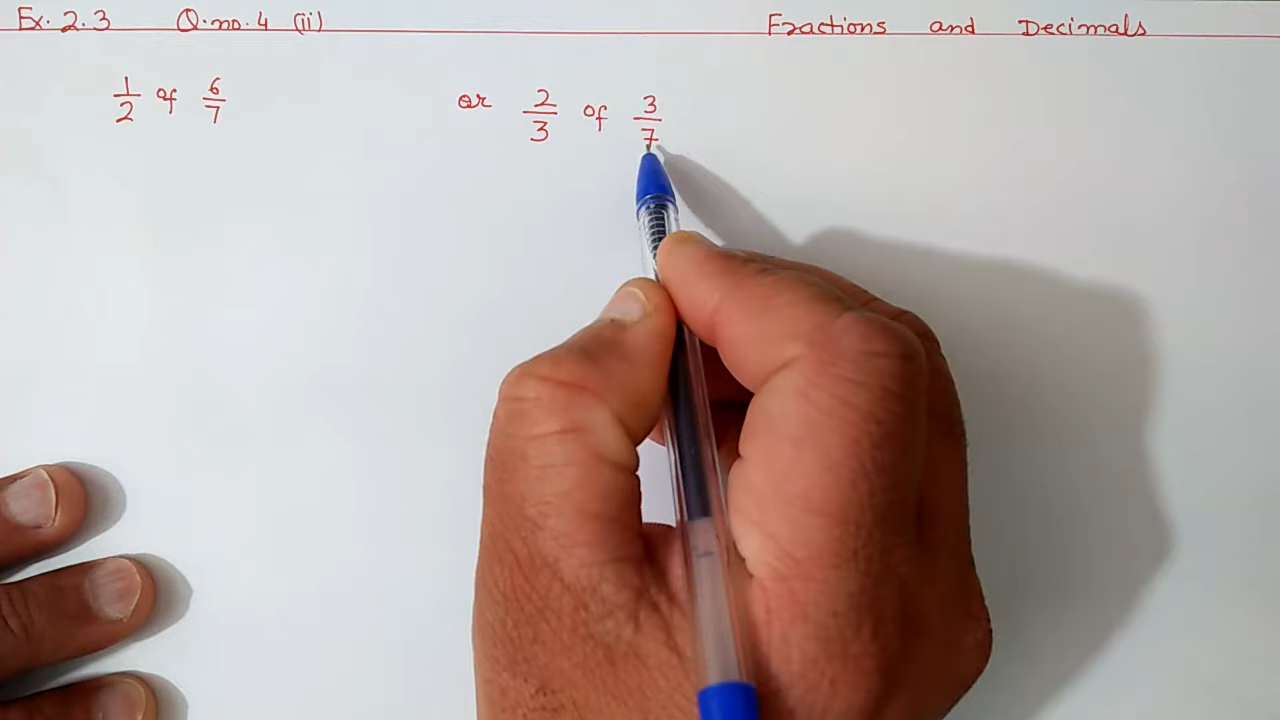 Ex. 2.3 Q. no. 4 (ii) Fractions and Decimals
1/2 of 6/7 or 2/3 of 3/7